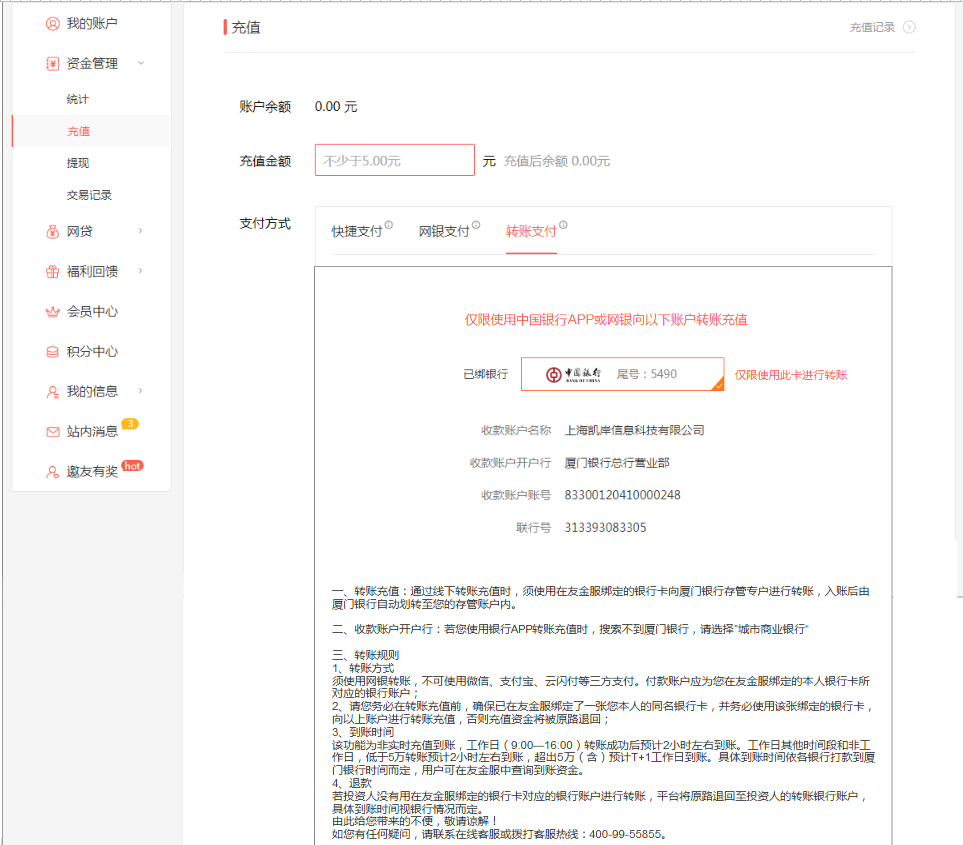 我的账户
资金管理
统计
充值
提现
交易记录
网贷
福利回馈
会员中心
积分中心
我的信息
站内消息 3
邀友有奖 hot
充值
充值记录
账户余额 0.00 元
充值金额 不少于5.00元 元 充值后余额 0.00元
支付方式 快捷支付 网银支付 转账支付
仅限使用中国银行APP或网银向以下账户转账充值
已绑银行 中国银行 BANK OF CHINA 尾号：5490 仅限使用此卡进行转账
收款账户名称 上海凯岸信息科技有限公司
收款账户开户行 厦门银行总行营业部
收款账户账号 83300120410000248
联行号 313393083305
一、转账充值：通过线下转账充值时，须使用在友金服绑定的银行卡向厦门银行存管专户进行转账，入账后由
厦门银行自动划转至您的存管账户内。
二、收款账户开户行：若您使用银行APP转账充值时，搜索不到厦门银行，请选择"城市商业银行"
三、转账规则
1、转账方式
须使用网银转账，不可使用微信、支付宝、云闪付等三方支付。付款账户应为您在友金服绑定的本人银行卡所
对应的银行账户；
2、请您务必在转账充值前，确保已在友金服绑定了一张您本人的同名银行卡，并务必使用该张绑定的银行卡，
向以上账户进行转账充值，否则充值资金将被原路退回；
3、到账时间
该功能为非实时充值到账，工作日（9:00—16:00）转账成功后预计2小时左右到账。工作日其他时间段和非工
作日，低于5万转账预计2小时左右到账，超出5万（含）预计T+1工作日到账。具体到账时间依各银行打款到厦
门银行时间而定，用户可在友金服中查询到账资金。
4、退款
若投资人没有用在友金服绑定的银行卡对应的银行账户进行转账，平台将原路退回至投资人的转账银行账户，
具体到账时间视银行情况而定。
由此给您带来的不便，敬请谅解！
如您有任何疑问，请联系在线客服或拨打客服热线：400-99-55855。